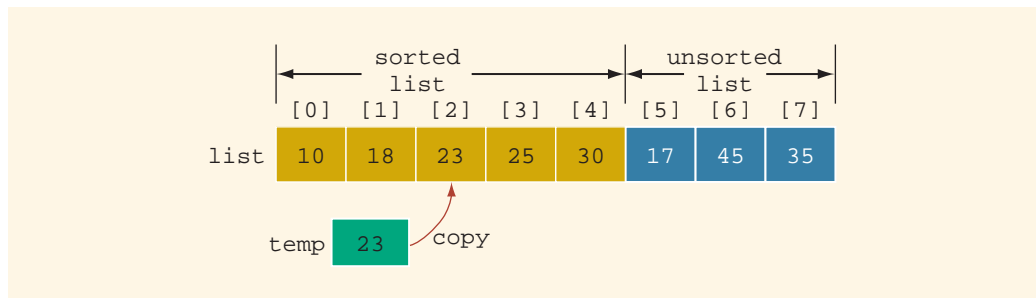 sorted unsorted
list list
[0] [1] [2] [3] [4] [5] [6] [7]
list 10 18 23 25 30 17 45 35
temp 23 copy